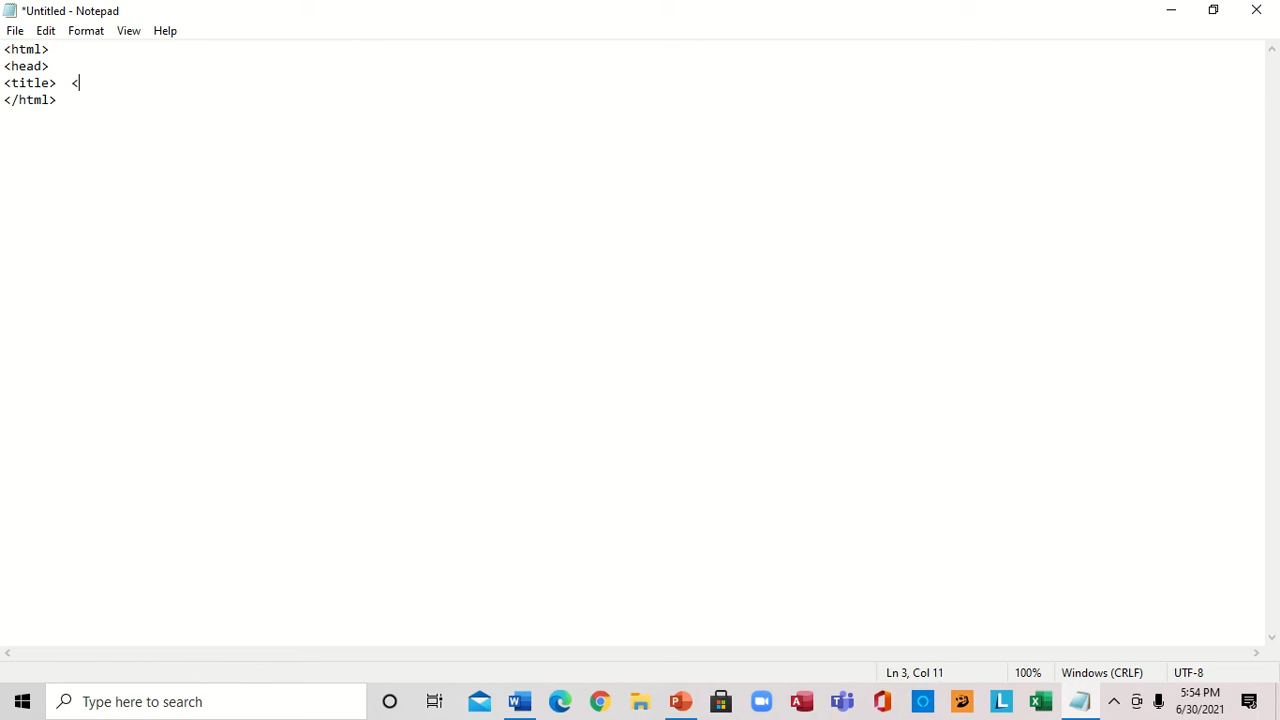 *Untitled - Notepad
File Edit Format View Help
<html>
<head>
<title>  <
</html>
Ln 3, Col 11 100% Windows (CRLF) UTF-8
Type here to search
5:54 PM
6/30/2021